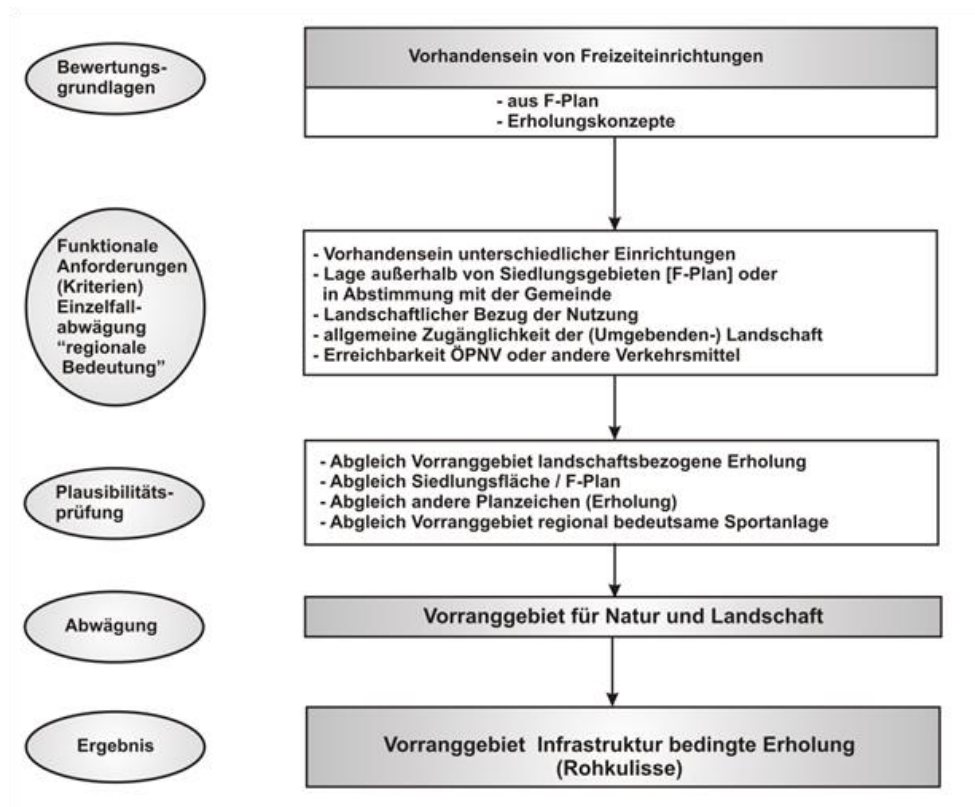 Bewertungs-
grundlagen
Vorhandensein von Freizeiteinrichtungen
- aus F-Plan
- Erholungskonzepte
Funktionale
Anforderungen
(Kriterien)
Einzelfall-
abwägung
“regionale
Bedeutung”
- Vorhandensein unterschiedlicher Einrichtungen
- Lage außerhalb von Siedlungsgebieten [F-Plan] oder
in Abstimmung mit der Gemeinde
- Landschaftlicher Bezug der Nutzung
- allgemeine Zugänglichkeit der (Umgebenden-) Landschaft
- Erreichbarkeit ÖPNV oder andere Verkehrsmittel
Plausibilitäts-
prüfung
- Abgleich Vorranggebiet landschaftsbezogene Erholung
- Abgleich Siedlungsfläche / F-Plan
- Abgleich andere Planzeichen (Erholung)
- Abgleich Vorranggebiet regional bedeutsame Sportanlage
Abwägung
Vorranggebiet für Natur und Landschaft
Ergebnis
Vorranggebiet Infrastruktur bedingte Erholung
(Rohkulisse)